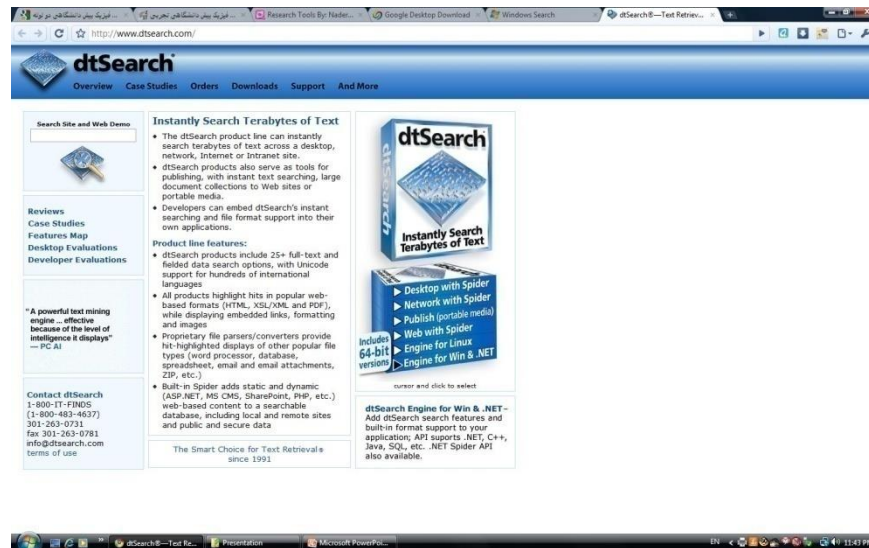 فیزیک پیش دانشگاهی دو لوله ...
فیزیک پیش دانشگاهی تجربی ...
Research Tools By: Nader...
Google Desktop Download
Windows Search
dtSearch®—Text Retriev...
http://www.dtsearch.com/
dtSearch®
Overview Case Studies Orders Downloads Support And More
Search Site and Web Demo
Reviews
Case Studies
Features Map
Desktop Evaluations
Developer Evaluations
"A powerful text mining
engine ... effective
because of the level of
intelligence it displays"
— PC AI
Contact dtSearch
1-800-IT-FINDS
(1-800-483-4637)
301-263-0731
fax 301-263-0781
info@dtsearch.com
terms of use
Instantly Search Terabytes of Text
• The dtSearch product line can instantly
search terabytes of text across a desktop,
network, Internet or Intranet site.
• dtSearch products also serve as tools for
publishing, with instant text searching, large
document collections to Web sites or
portable media.
• Developers can embed dtSearch's instant
searching and file format support into their
own applications.
Product line features:
• dtSearch products include 25+ full-text and
fielded data search options, with Unicode
support for hundreds of international
languages
• All products highlight hits in popular web-
based formats (HTML, XSL/XML and PDF),
while displaying embedded links, formatting
and images
• Proprietary file parsers/converters provide
hit-highlighted displays of other popular file
types (word processor, database,
spreadsheet, email and email attachments,
ZIP, etc.)
• Built-in Spider adds static and dynamic
(ASP.NET, MS CMS, SharePoint, PHP, etc.)
web-based content to a searchable
database, including local and remote sites
and public and secure data
The Smart Choice for Text Retrieval®
since 1991
dtSearch
dtSearch
Instantly Search
Terabytes of Text
Desktop with Spider
Network with Spider
Publish (portable media)
Web with Spider
Engine for Linux
Engine for Win & .NET
Includes
64-bit
versions
cursor and click to select
dtSearch Engine for Win & .NET–
Add dtSearch search features and
built-in format support to your
application; API suports .NET, C++,
Java, SQL, etc. .NET Spider API
also available.
dtSearch®—Text Re...
Presentation
Microsoft PowerPoi...
EN
11:43 PM